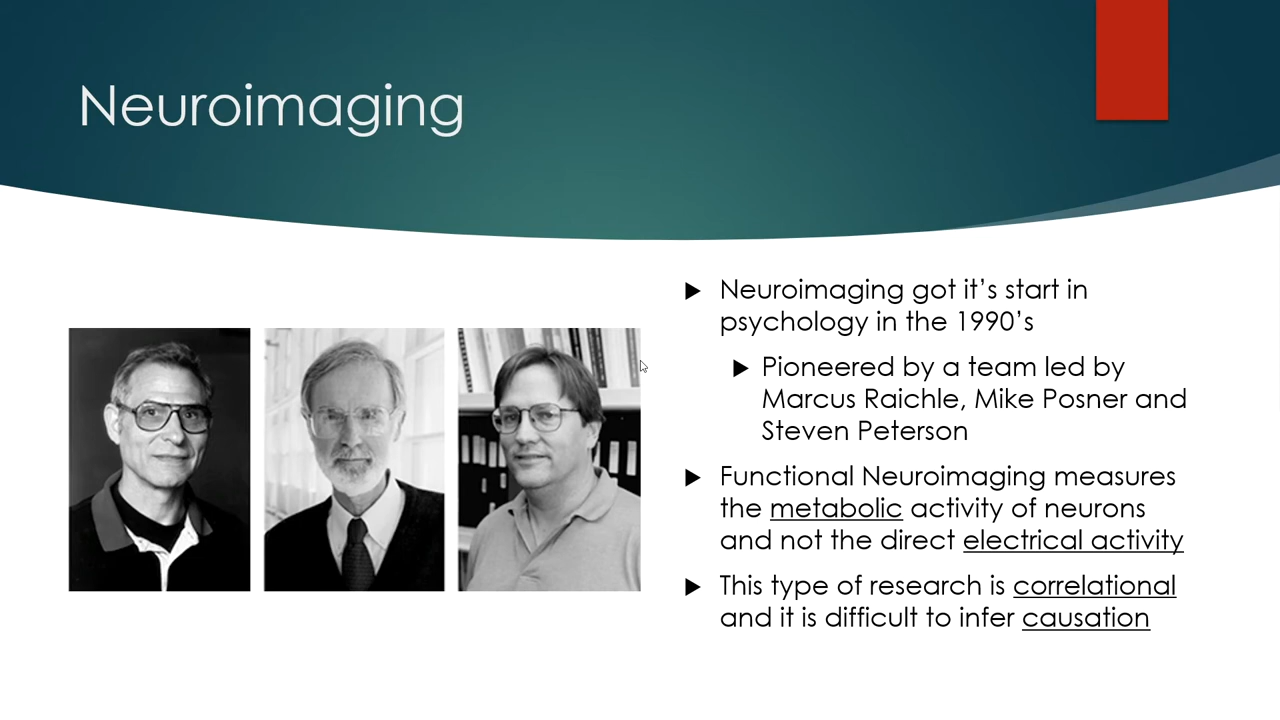 Neuroimaging
Neuroimaging got it’s start in
psychology in the 1990’s
Pioneered by a team led by
Marcus Raichle, Mike Posner and
Steven Peterson
Functional Neuroimaging measures
the metabolic activity of neurons
and not the direct electrical activity
This type of research is correlational
and it is difficult to infer causation